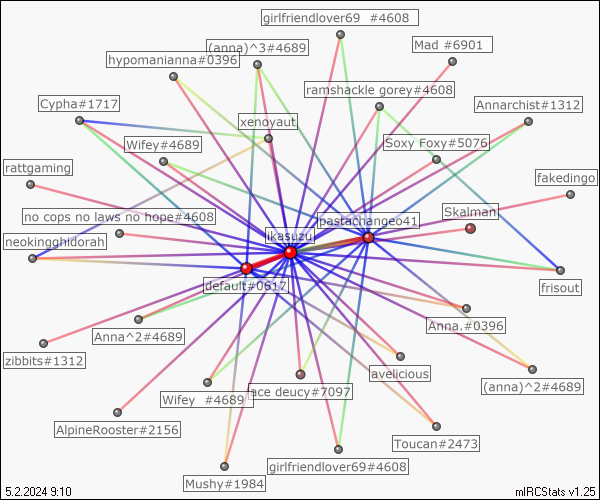 girlfriendlover69  #4608
(anna)^3#4689
Mad #6901
hypomanianna#0396
ramshackle gorey#4608
Cypha#1717
Annarchist#1312
xenoyaut
Wifey#4689
Soxy Foxy#5076
rattgaming
fakedingo
no cops no laws no hope#4608
Skalman
pastachangeo41
likasuzu
neokingghidorah
default#0617
frisout
Anna^2#4689
Anna.#0396
zibbits#1312
avelicious
(anna)^2#4689
Wifey  #4689
ace deucy#7097
AlpineRooster#2156
Toucan#2473
girlfriendlover69#4608
Mushy#1984
5.2.2024 9:10
mIRCStats v1.25